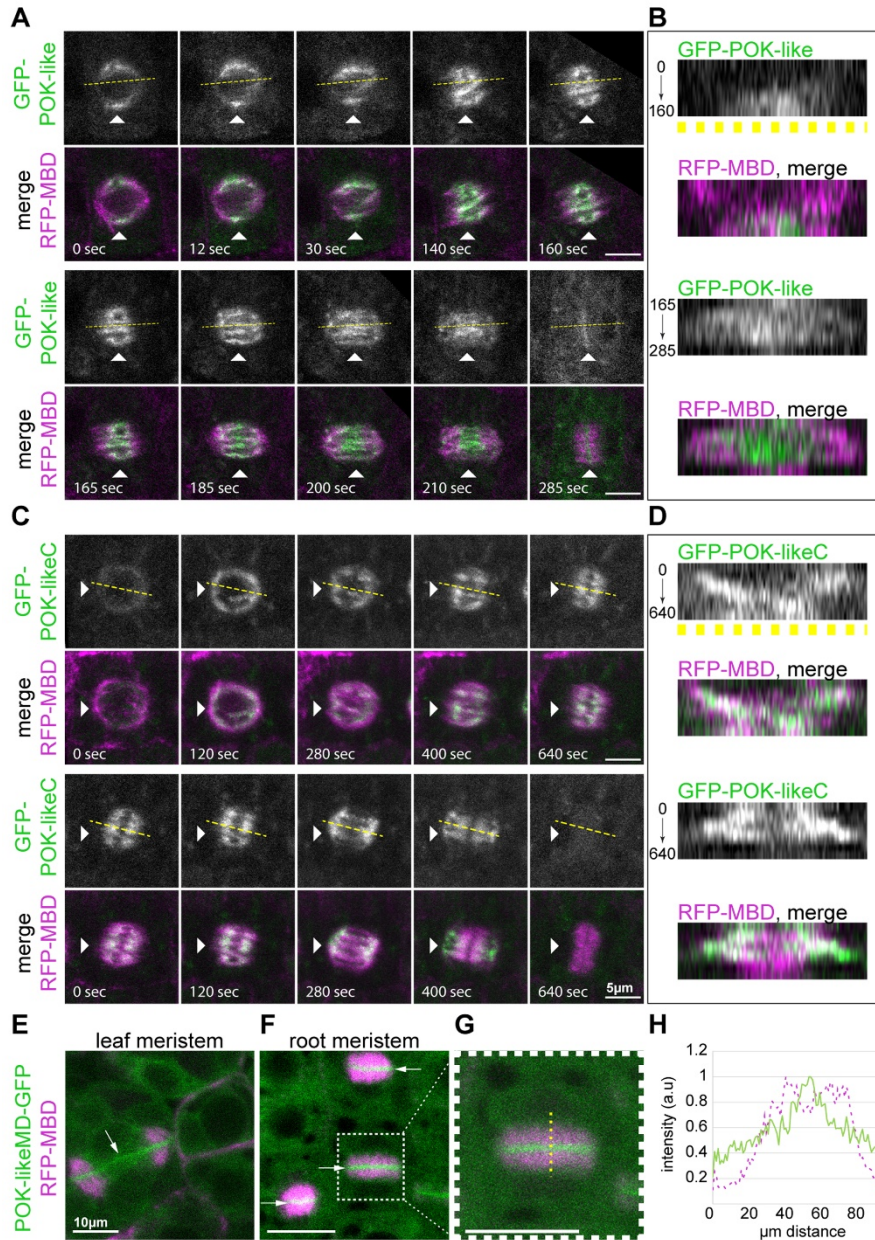 A
B
GFP-
POK-like
merge
RFP-MBD
0 sec
12 sec
30 sec
140 sec
160 sec
GFP-
POK-like
merge
RFP-MBD
165 sec
185 sec
200 sec
210 sec
285 sec
GFP-POK-like
0
160
RFP-MBD, merge
GFP-POK-like
165
285
RFP-MBD, merge
C
D
GFP-
POK-likeC
merge
RFP-MBD
0 sec
120 sec
280 sec
400 sec
640 sec
GFP-
POK-likeC
merge
RFP-MBD
0 sec
120 sec
280 sec
400 sec
640 sec
5µm
GFP-POK-likeC
0
640
RFP-MBD, merge
GFP-POK-likeC
0
640
RFP-MBD, merge
E
leaf meristem
F
root meristem
G
H
POK-likeMD-GFP
RFP-MBD
10µm
intensity (a.u)
1.2
1
0.8
0.6
0.4
0.2
0 20 40 60 80
µm distance